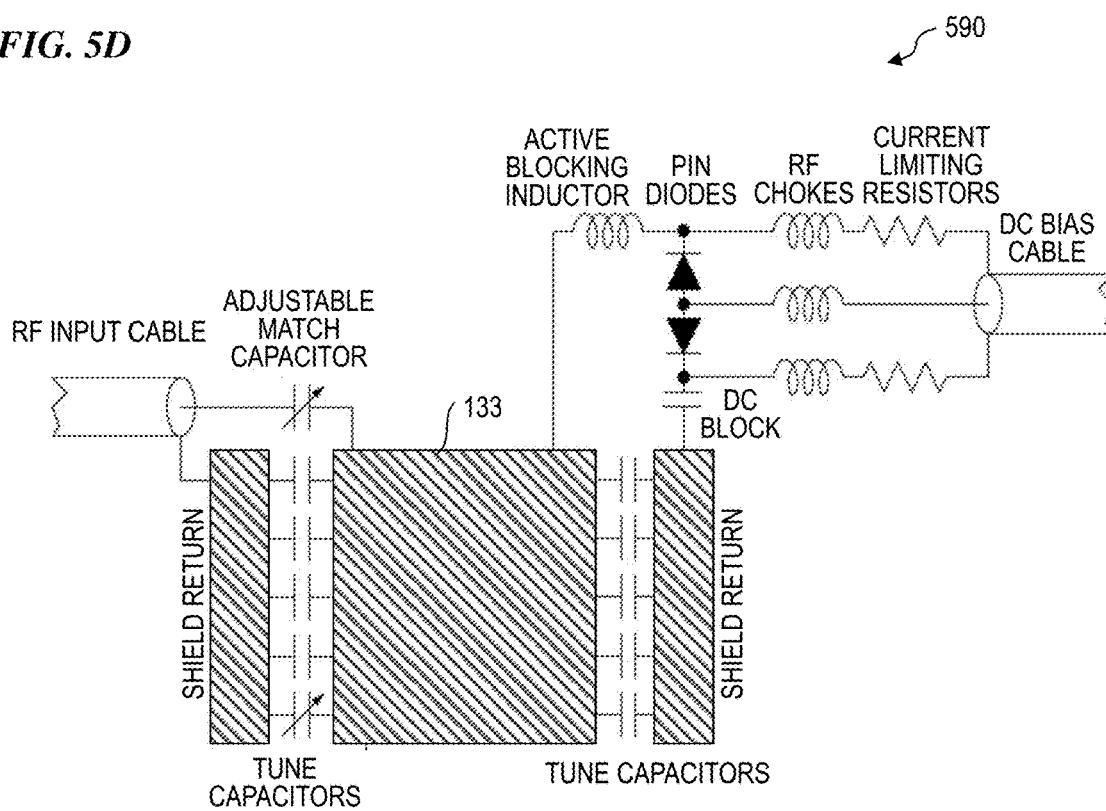 FIG. 5D
590
ACTIVE
BLOCKING
INDUCTOR
PIN
DIODES
RF
CHOKES
CURRENT
LIMITING
RESISTORS
DC BIAS
CABLE
RF INPUT CABLE
ADJUSTABLE
MATCH
CAPACITOR
133
DC
BLOCK
SHIELD RETURN
SHIELD RETURN
TUNE
CAPACITORS
TUNE CAPACITORS